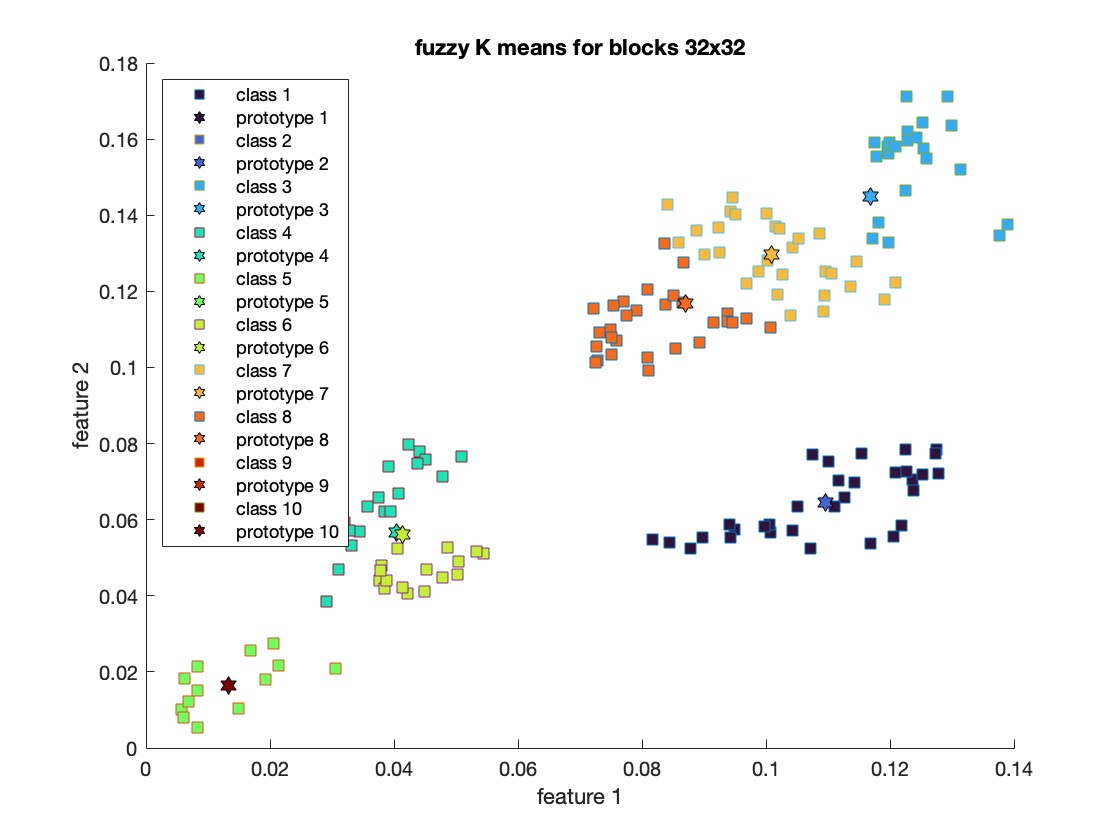 fuzzy K means for blocks 32x32
0.18
0.16
0.14
0.12
0.1
0.08
0.06
0.04
0.02
0
feature 2
class 1
prototype 1
class 2
prototype 2
class 3
prototype 3
class 4
prototype 4
class 5
prototype 5
class 6
prototype 6
class 7
prototype 7
class 8
prototype 8
class 9
prototype 9
class 10
prototype 10
0 0.02 0.04 0.06 0.08 0.1 0.12 0.14
feature 1